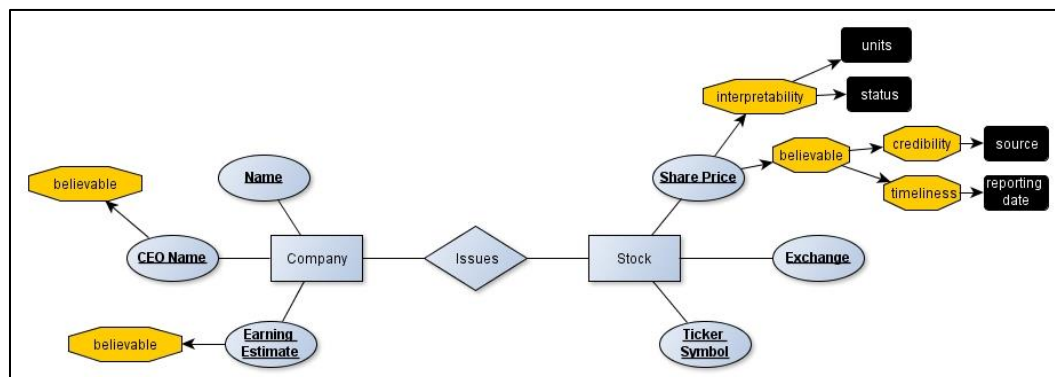 units
interpretability
status
believable
credibility
source
believable
Name
Share Price
timeliness
reporting
date
CEO Name
Company
Issues
Stock
Exchange
believable
Earning
Estimate
Ticker
Symbol